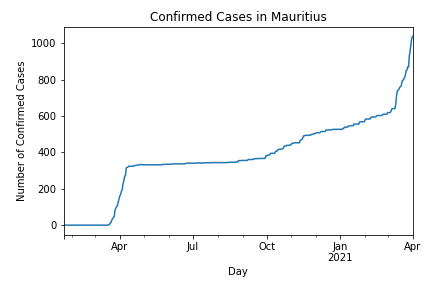 Confirmed Cases in Mauritius
Number of Confirmed Cases
1000
800
600
400
200
0
Apr
Jul
Oct
Jan
2021
Apr
Day